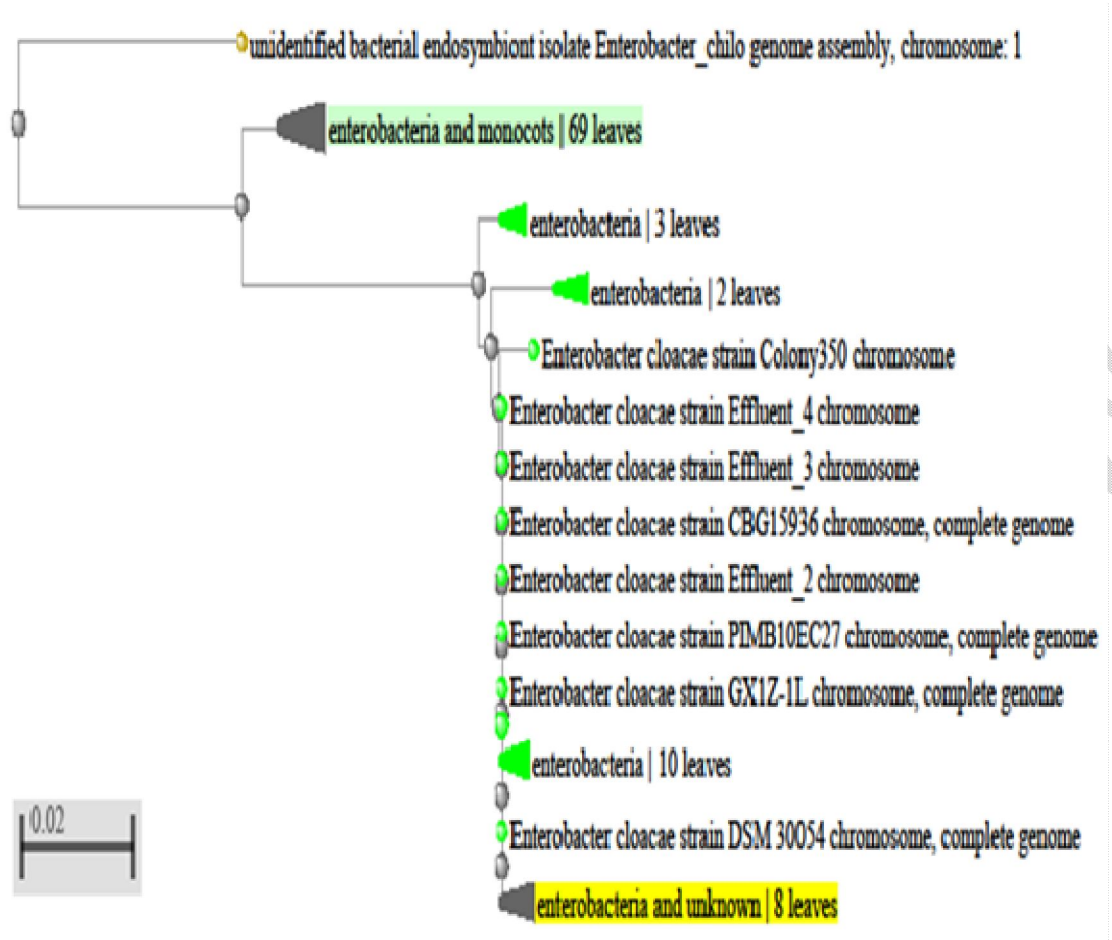 unidentified bacterial endosymbiont isolate Enterobacter_chilo genome assembly, chromosome: 1
enterobacteria and monocots || 69 leaves
enterobacteria | 3 leaves
enterobacteria | 2 leaves
Enterobacter cloacae strain Colony350 chromosome
Enterobacter cloacae strain Effluent_4 chromosome
Enterobacter cloacae strain Effluent_3 chromosome
Enterobacter cloacae strain CBG15936 chromosome, complete genome
Enterobacter cloacae strain Effluent_2 chromosome
Enterobacter cloacae strain PIMB10EC27 chromosome, complete genome
Enterobacter cloacae strain GX1Z-1L chromosome, complete genome
enterobacteria | 10 leaves
0.02
Enterobacter cloacae strain DSM 30054 chromosome, complete genome
enterobacteria and unknown | 8 leaves